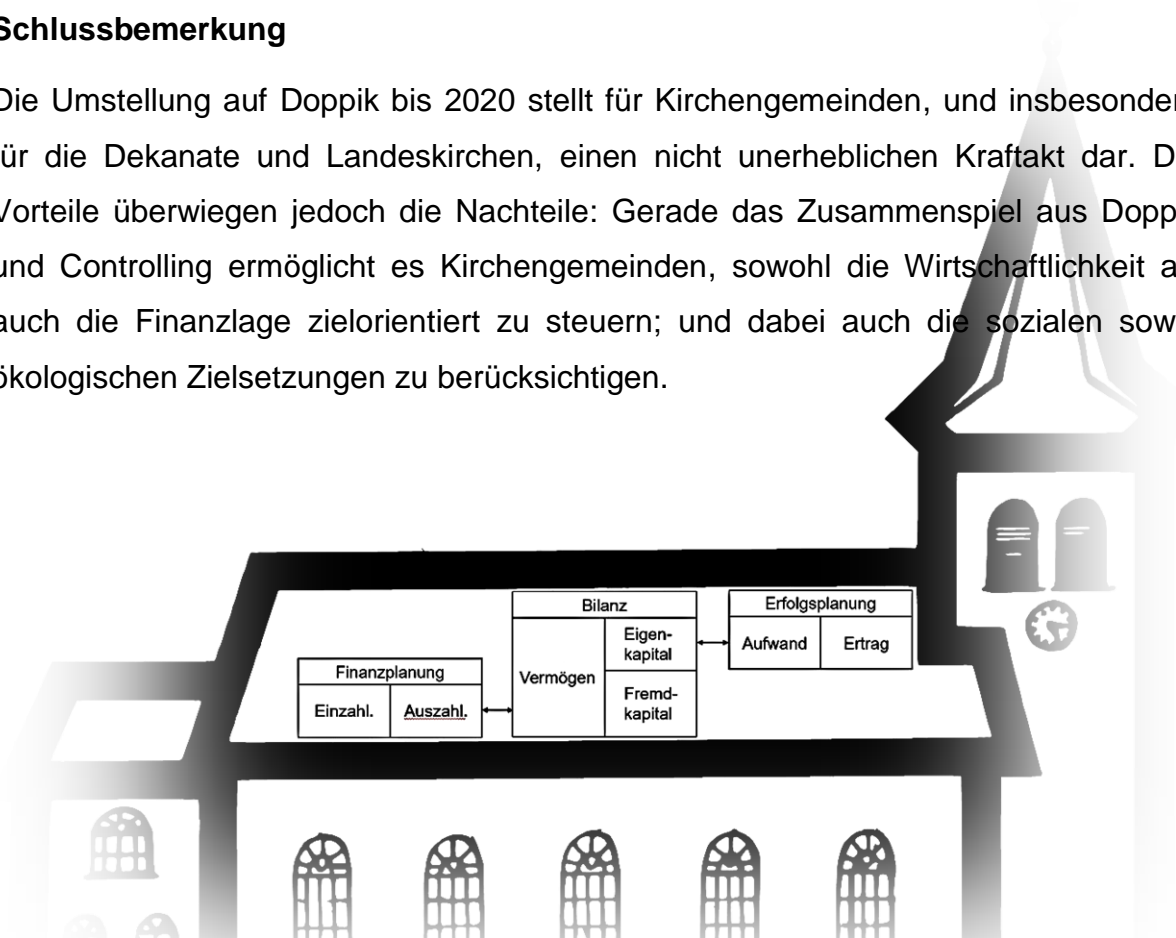 Schlussbemerkung
Die Umstellung auf Doppik bis 2020 stellt für Kirchengemeinden, und insbesonder
für die Dekanate und Landeskirchen, einen nicht unerheblichen Kraftakt dar. D
Vorteile überwiegen jedoch die Nachteile: Gerade das Zusammenspiel aus Dopp
und Controlling ermöglicht es Kirchengemeinden, sowohl die Wirtschaftlichkeit a
auch die Finanzlage zielorientiert zu steuern; und dabei auch die sozialen sow
ökologischen Zielsetzungen zu berücksichtigen.
Finanzplanung
Einzahl.
Auszahl.
Bilanz
Vermögen
Eigen-
kapital
Fremd-
kapital
Erfolgsplanung
Aufwand
Ertrag